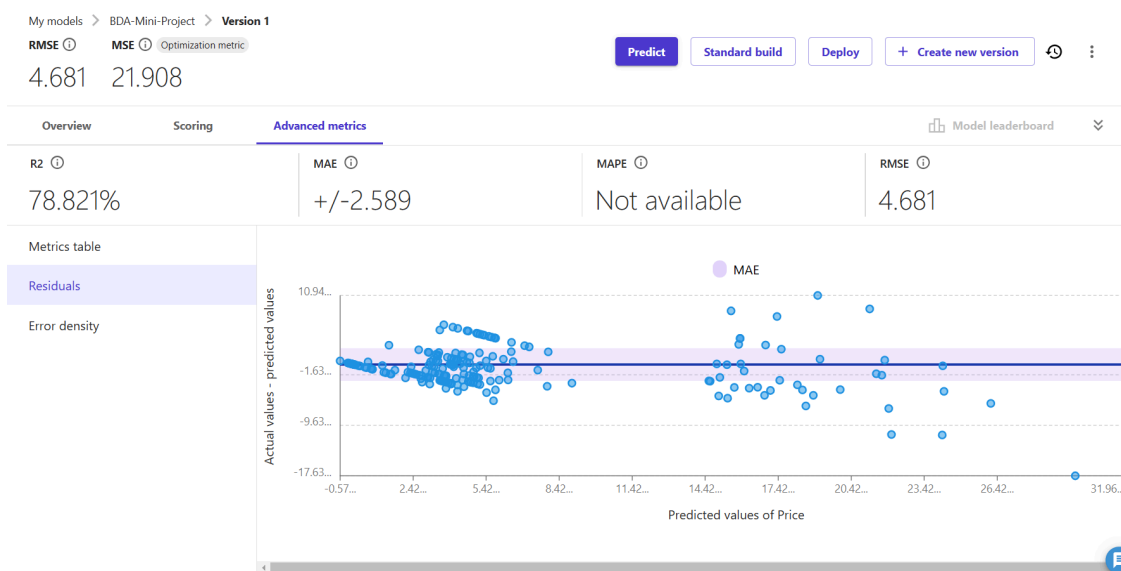 My models > BDA-Mini-Project > Version 1
RMSE MSE Optimization metric
4.681 21.908
Predict
Standard build
Deploy
+ Create new version
Overview Scoring Advanced metrics
Model leaderboard
R2 MAE MAPE RMSE
78.821% +/-2.589 Not available 4.681
Metrics table
Residuals
Error density
MAE
Actual values - predicted values
10.94...
-1.63...
-9.63...
-17.63...
-0.57... 2.42... 5.42... 8.42... 11.42... 14.42... 17.42... 20.42... 23.42... 26.42... 31.96...
Predicted values of Price